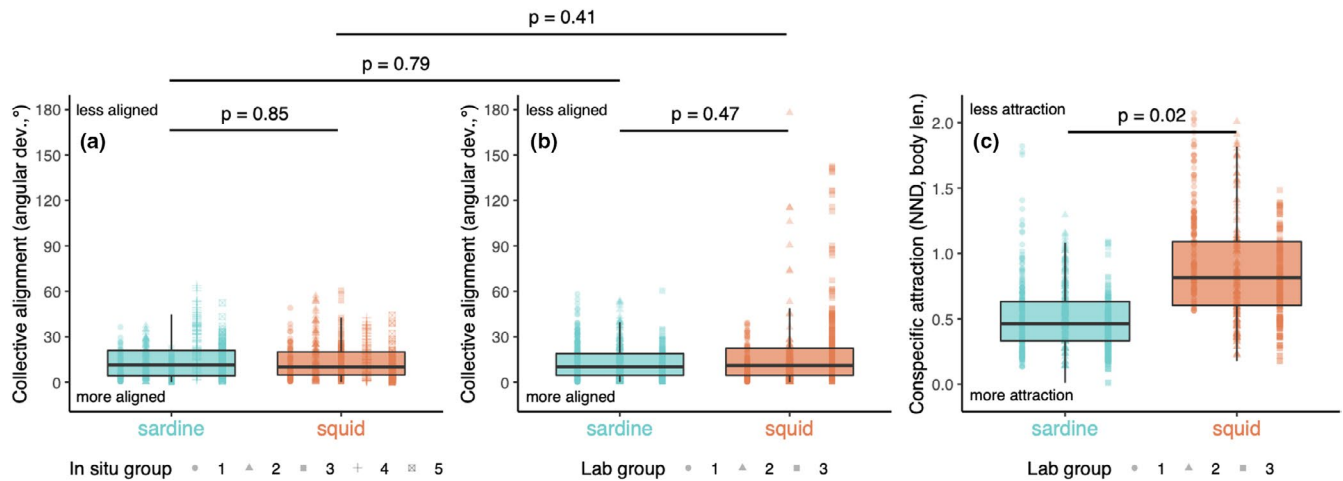 p = 0.41
p = 0.79
Collective alignment (angular dev.,°)
180
150
120
90
60
30
0
less aligned
(a)
p = 0.85
more aligned
sardine
squid
In situ group 1 2 3 4 5
Collective alignment (angular dev.,°)
180
150
120
90
60
30
0
less aligned
(b)
p = 0.47
more aligned
sardine
squid
Lab group 1 2 3
Conspecific attraction (NND, body len.)
2.0
1.5
1.0
0.5
0.0
less attraction
(c)
p = 0.02
more attraction
sardine
squid
Lab group 1 2 3